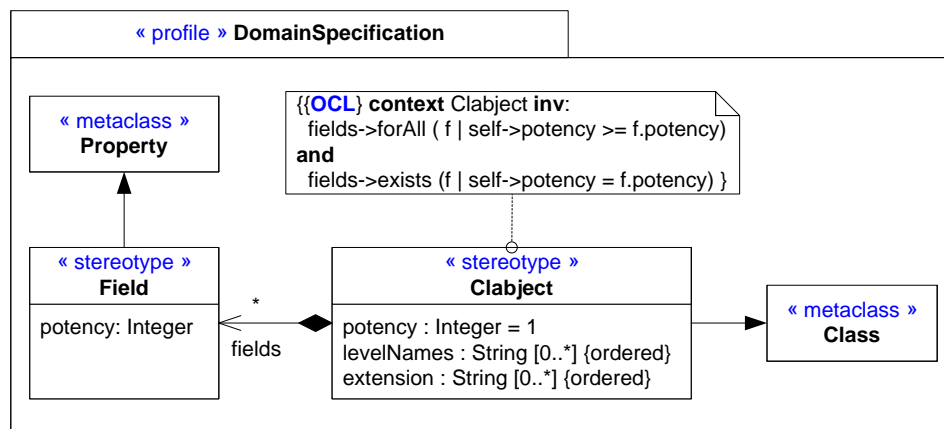 « profile » DomainSpecification
{{OCL} context Clabject inv:
fields->forAll ( f | self->potency >= f.potency)
and
fields->exists (f | self->potency = f.potency) }
« metaclass »
Property
« stereotype »
Field
potency: Integer
*
fields
« stereotype »
Clabject
potency : Integer = 1
levelNames : String [0..*] {ordered}
extension : String [0..*] {ordered}
« metaclass »
Class